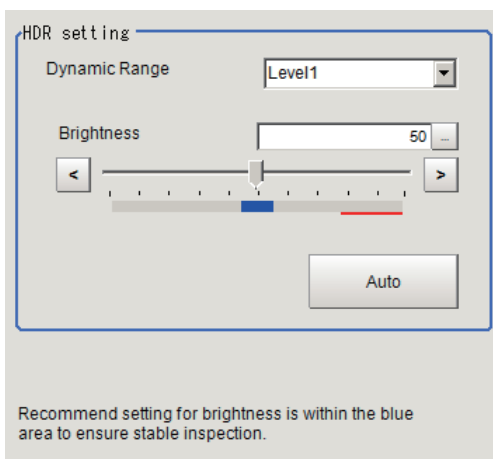 HDR setting
Dynamic Range
Level1
Brightness
50 ...
< >
Auto
Recommend setting for brightness is within the blue
area to ensure stable inspection.